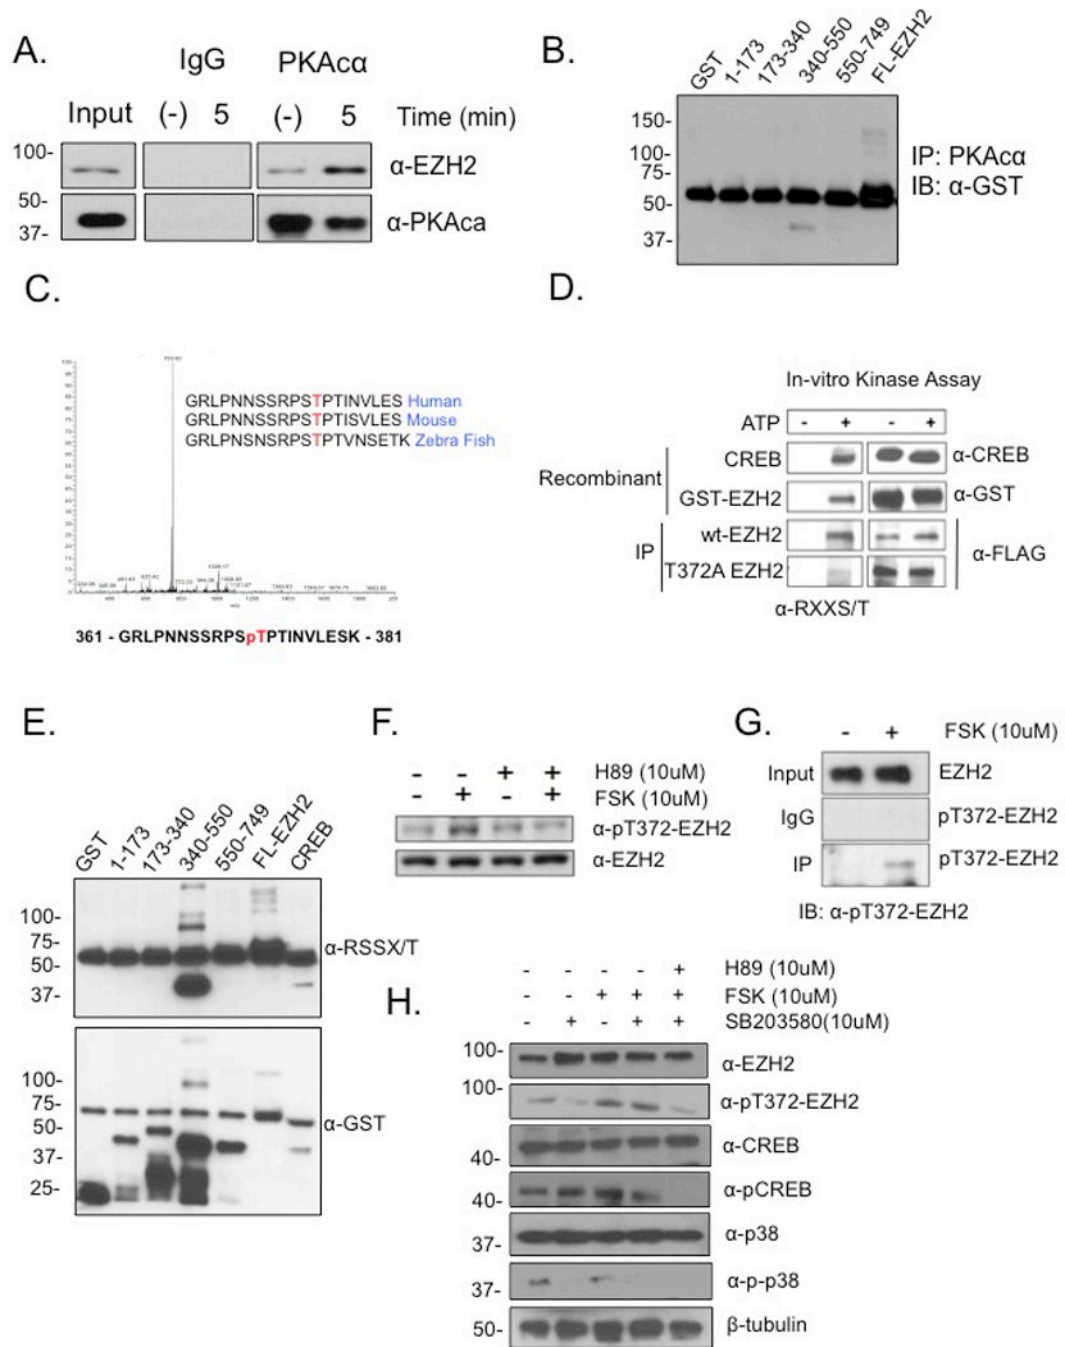 A.
IgG PKAcα
Input (-) 5 (-) 5 Time (min)
100-
α-EZH2
50-
37-
α-PKAca
B.
GST 1-173 173-340 340-550 550-749 FL-EZH2
150-
100-
75-
50-
37-
IP: PKAcα
IB: α-GST
C.
GRLPNNSSRPSTPTINVLES Human
GRLPNNSSRPSTPTISVLES Mouse
GRLPNSNSRPSTPTVNSETK Zebra Fish
361 - GRLPNNSSRPSpTPTINVLESK - 381
D.
In-vitro Kinase Assay
ATP - + - +
Recombinant
CREB α-CREB
GST-EZH2 α-GST
IP
wt-EZH2
T372A EZH2
α-FLAG
α-RXXS/T
E.
GST 1-173 173-340 340-550 550-749 FL-EZH2 CREB
100-
75-
50-
37-
α-RSSX/T
100-
75-
50-
37-
25-
α-GST
F.
- - + + H89 (10uM)
- + - + FSK (10uM)
α-pT372-EZH2
α-EZH2
G.
- + FSK (10uM)
Input EZH2
IgG pT372-EZH2
IP pT372-EZH2
IB: α-pT372-EZH2
H.
- - - - + H89 (10uM)
- - + + + FSK (10uM)
- + - + + SB203580(10uM)
100- α-EZH2
100- α-pT372-EZH2
α-CREB
40-
α-pCREB
40-
α-p38
37-
α-p-p38
37-
50- β-tubulin